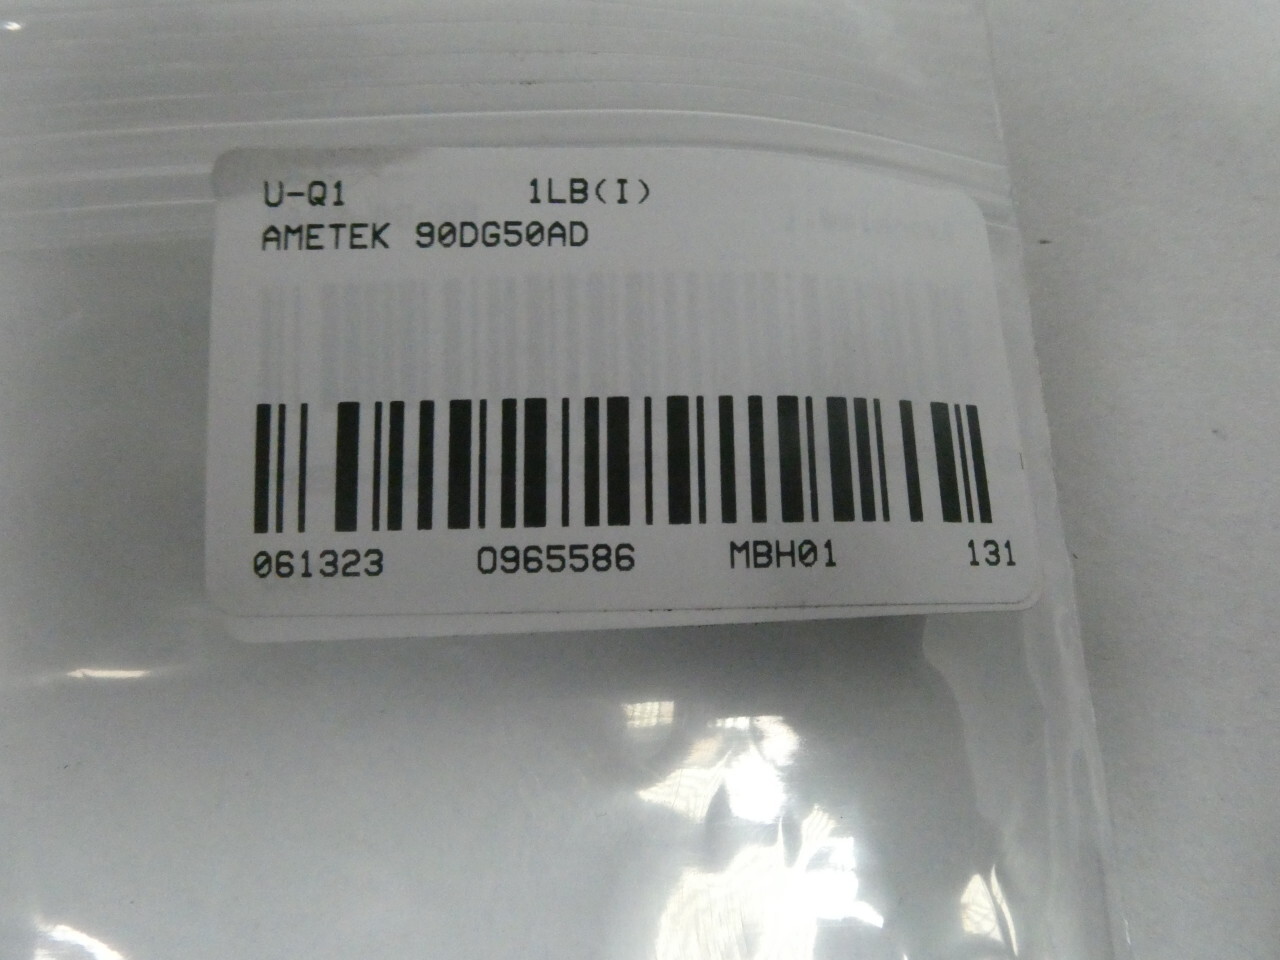 U-Q1 1LB(I)
AMETEK 90DG50AD
061323 0965586 MBH01 131